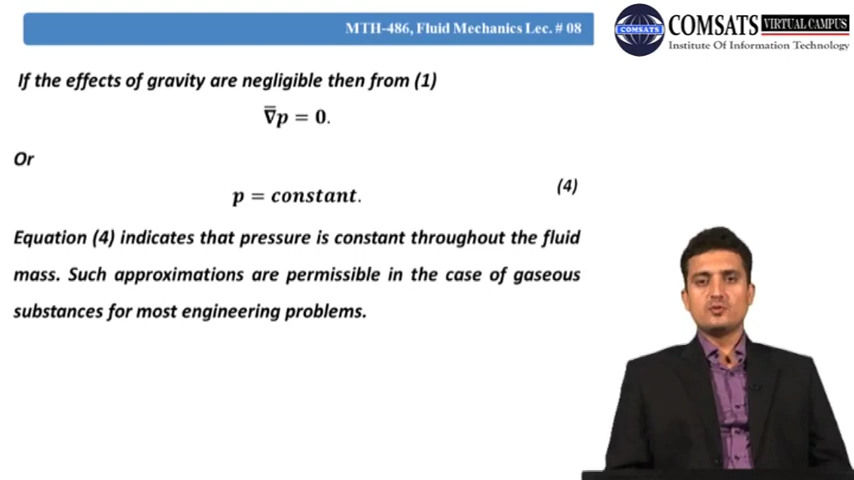 MTH-486, Fluid Mechanics Lec. # 08
COMSATS VIRTUAL CAMPUS
COMSATS
Institute Of Information Technology
If the effects of gravity are negligible then from (1)
∇̅p = 0.
Or
p = constant.
(4)
Equation (4) indicates that pressure is constant throughout the fluid
mass. Such approximations are permissible in the case of gaseous
substances for most engineering problems.